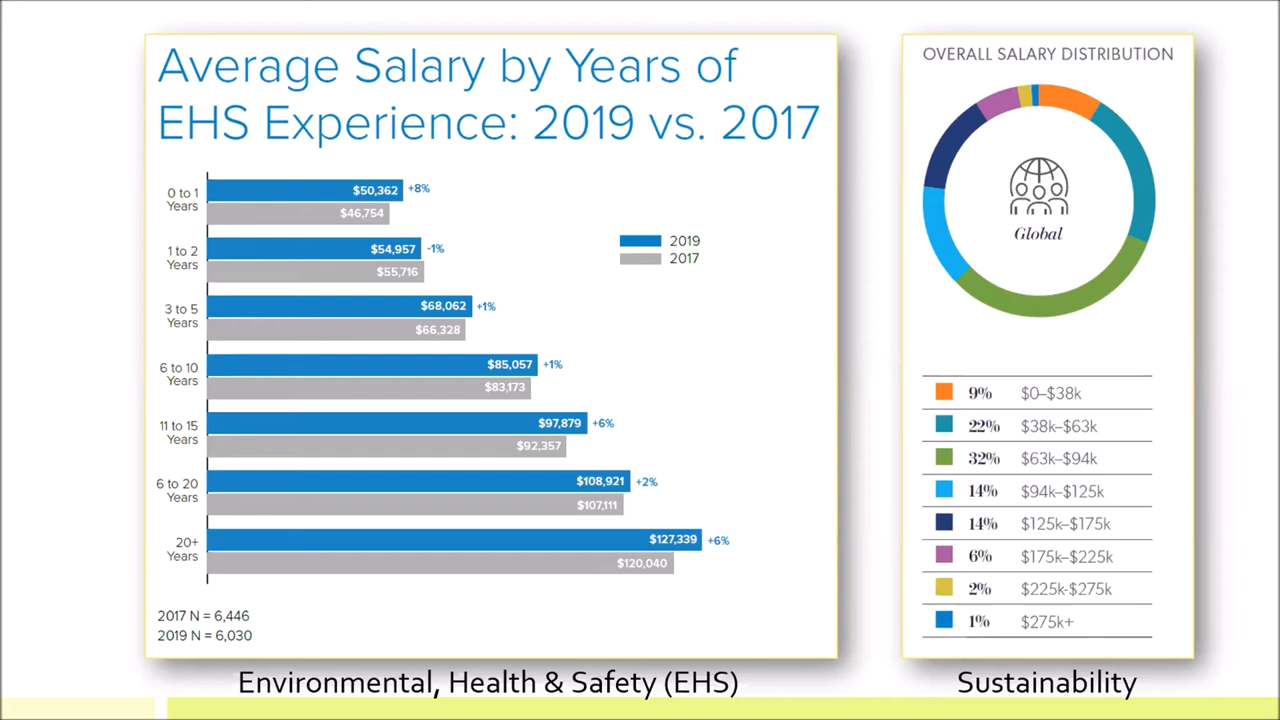 Average Salary by Years of
EHS Experience: 2019 vs. 2017
0 to 1
Years
$50,362 +8%
$46,754
1 to 2
Years
$54,957 -1%
$55,716
3 to 5
Years
$68,062 +1%
$66,328
6 to 10
Years
$85,057 +1%
$83,173
11 to 15
Years
$97,879 +6%
$92,357
6 to 20
Years
$108,921 +2%
$107,111
20+
Years
$127,339 +6%
$120,040
2019
2017
2017 N = 6,446
2019 N = 6,030
Environmental, Health & Safety (EHS)
OVERALL SALARY DISTRIBUTION
Global
9% $0–$38k
22% $38k–$63k
32% $63k–$94k
14% $94k–$125k
14% $125k–$175k
6% $175k–$225k
2% $225k-$275k
1% $275k+
Sustainability